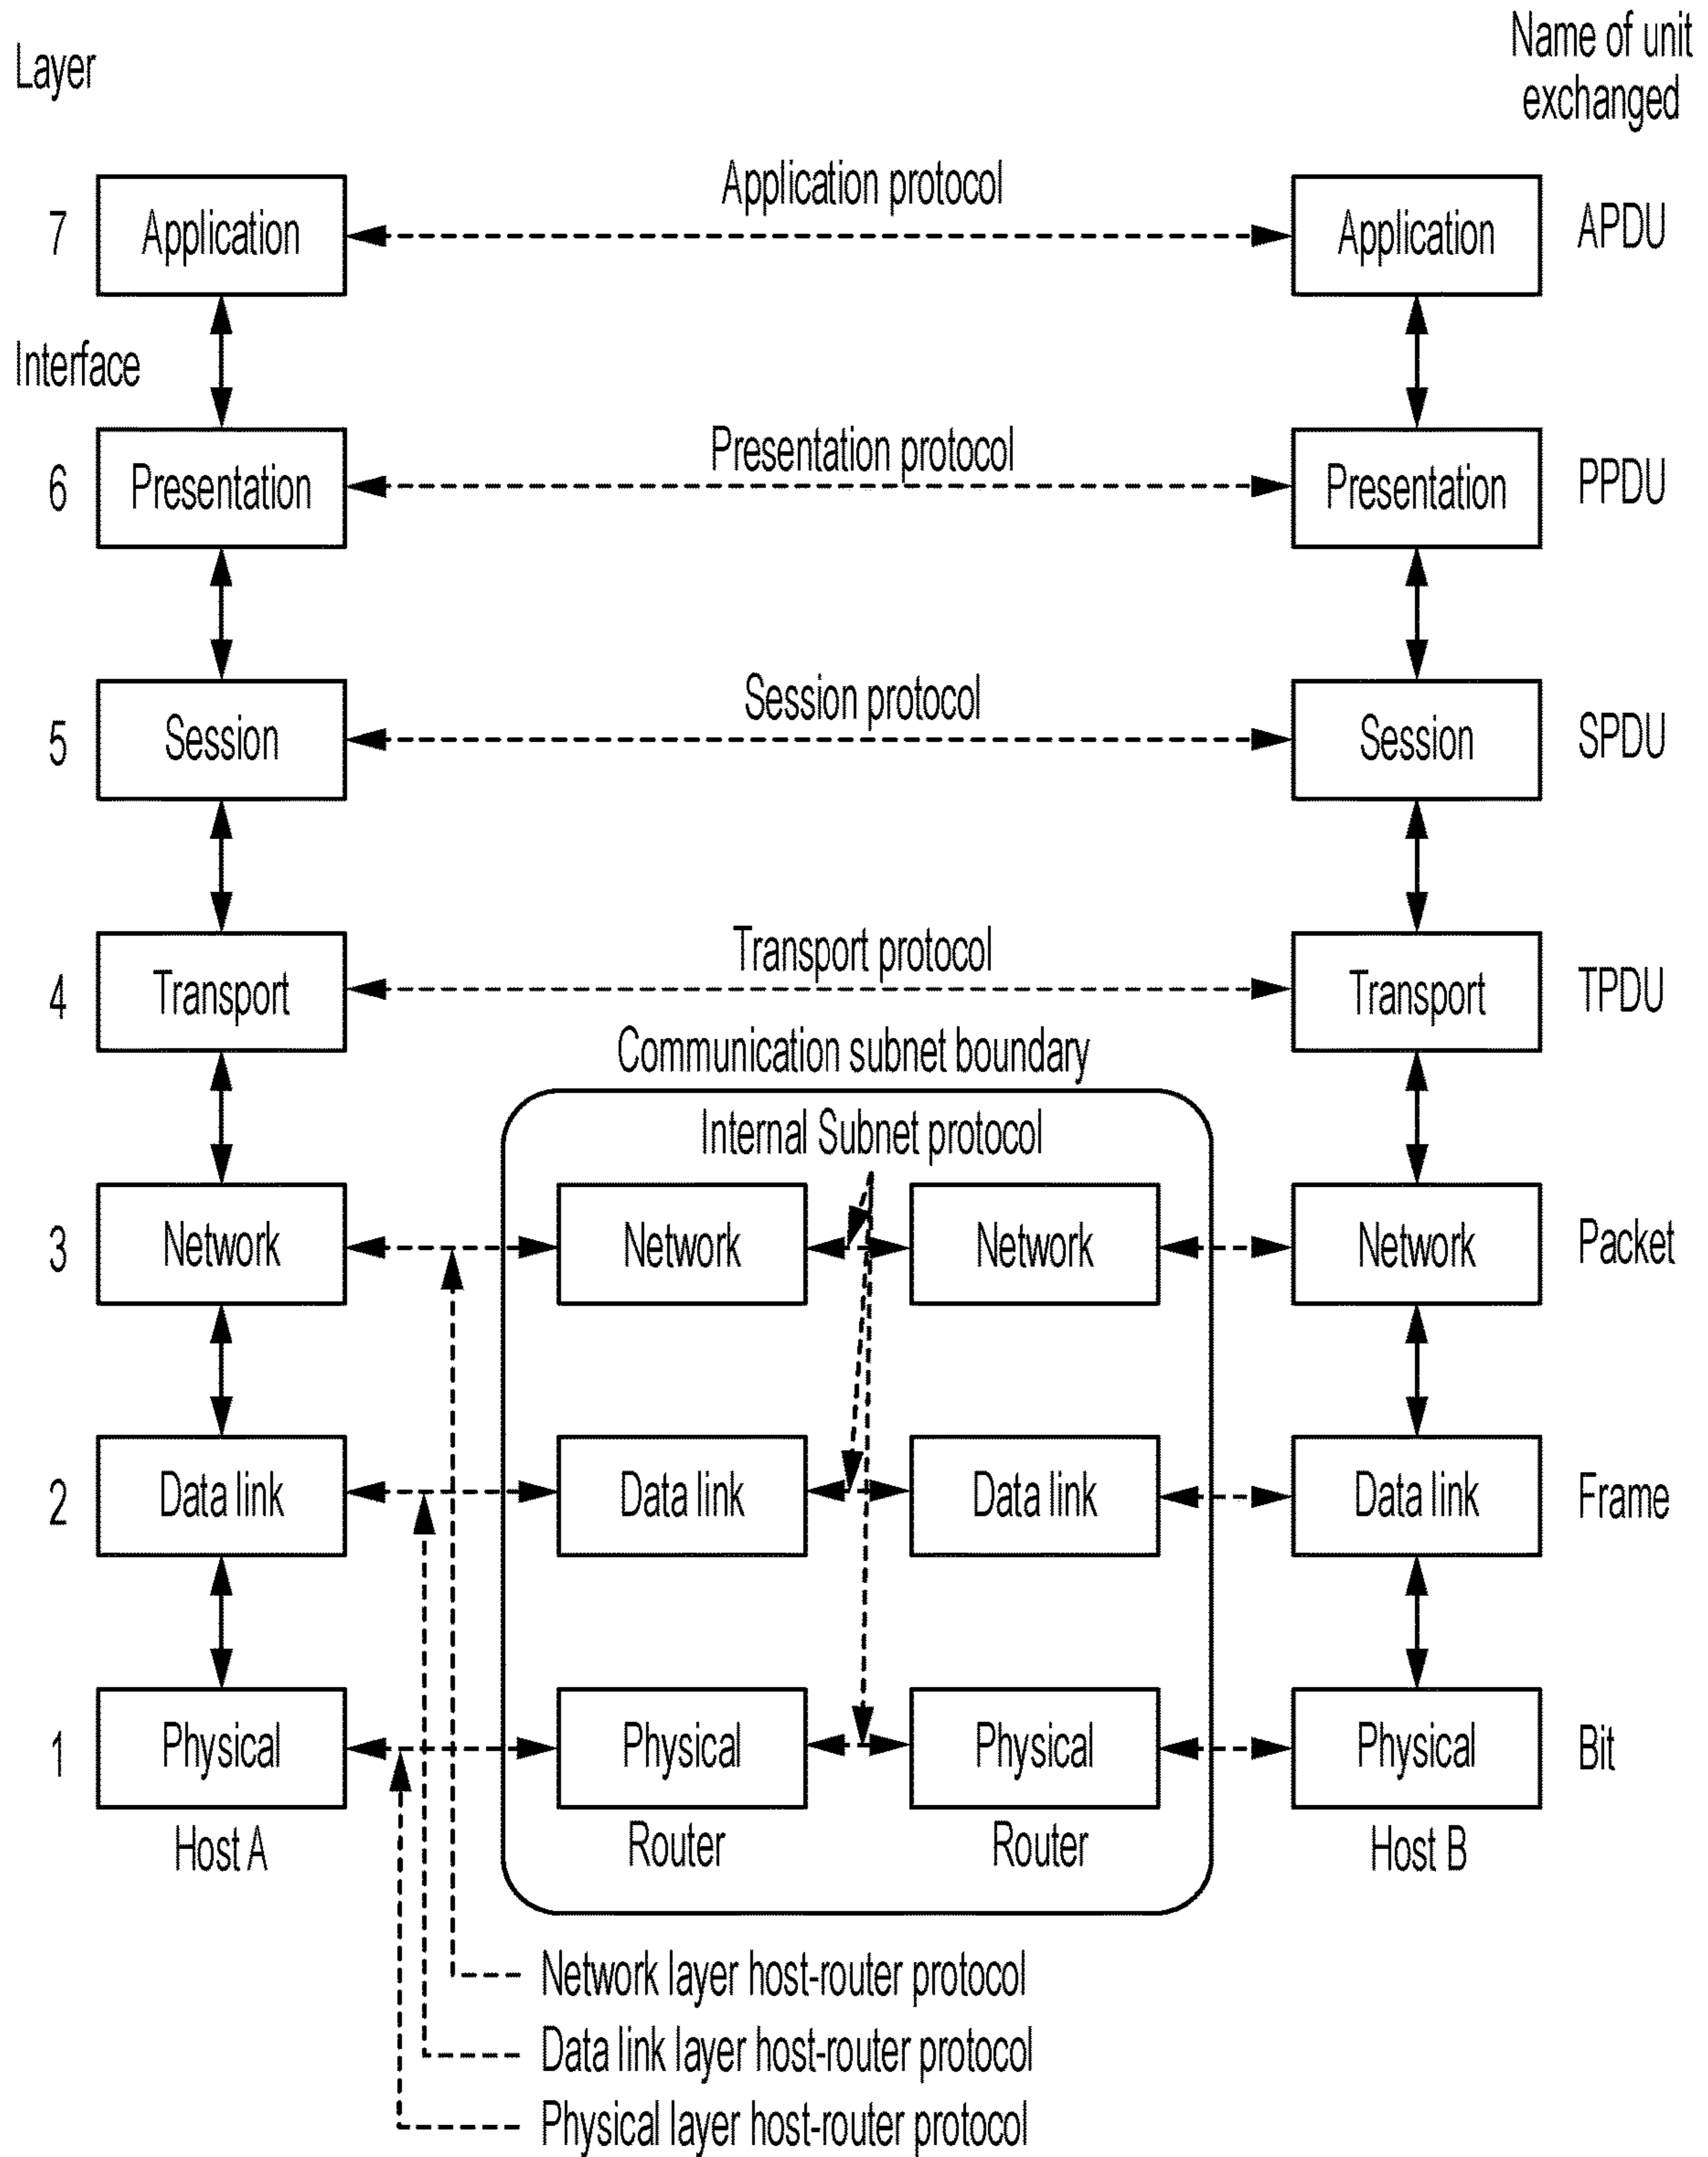 Layer
Name of unit
exchanged
Application protocol
7
Application
Application
APDU
Interface
Presentation protocol
6
Presentation
Presentation
PPDU
Session protocol
5
Session
Session
SPDU
Transport protocol
4
Transport
Transport
TPDU
Communication subnet boundary
Internal Subnet protocol
3
Network
Network
Network
Network
Packet
2
Data link
Data link
Data link
Data link
Frame
1
Physical
Physical
Physical
Physical
Bit
Host A
Router
Router
Host B
Network layer host-router protocol
Data link layer host-router protocol
Physical layer host-router protocol